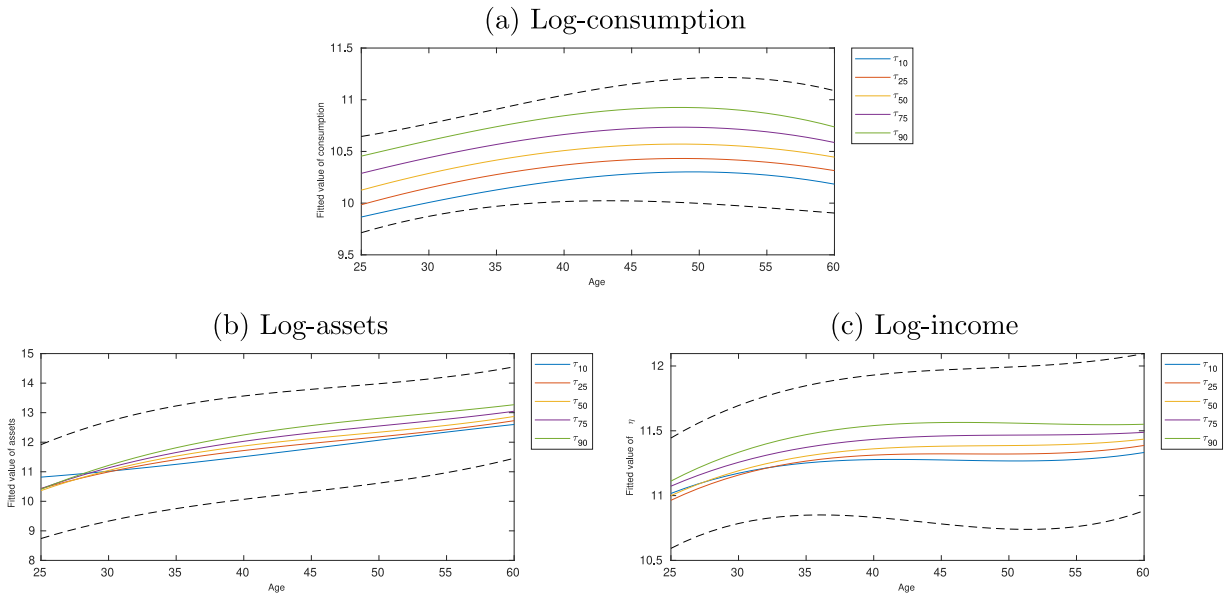 (a) Log-consumption
11.5
11
10.5
10
9.5
Fitted value of consumption
25 30 35 40 45 50 55 60
Age
τ10
τ25
τ50
τ75
τ90
(b) Log-assets
15
14
13
12
11
10
9
8
Fitted value of assets
25 30 35 40 45 50 55 60
Age
τ10
τ25
τ50
τ75
τ90
(c) Log-income
12
11.5
11
10.5
Fitted value of η
25 30 35 40 45 50 55 60
Age
τ10
τ25
τ50
τ75
τ90